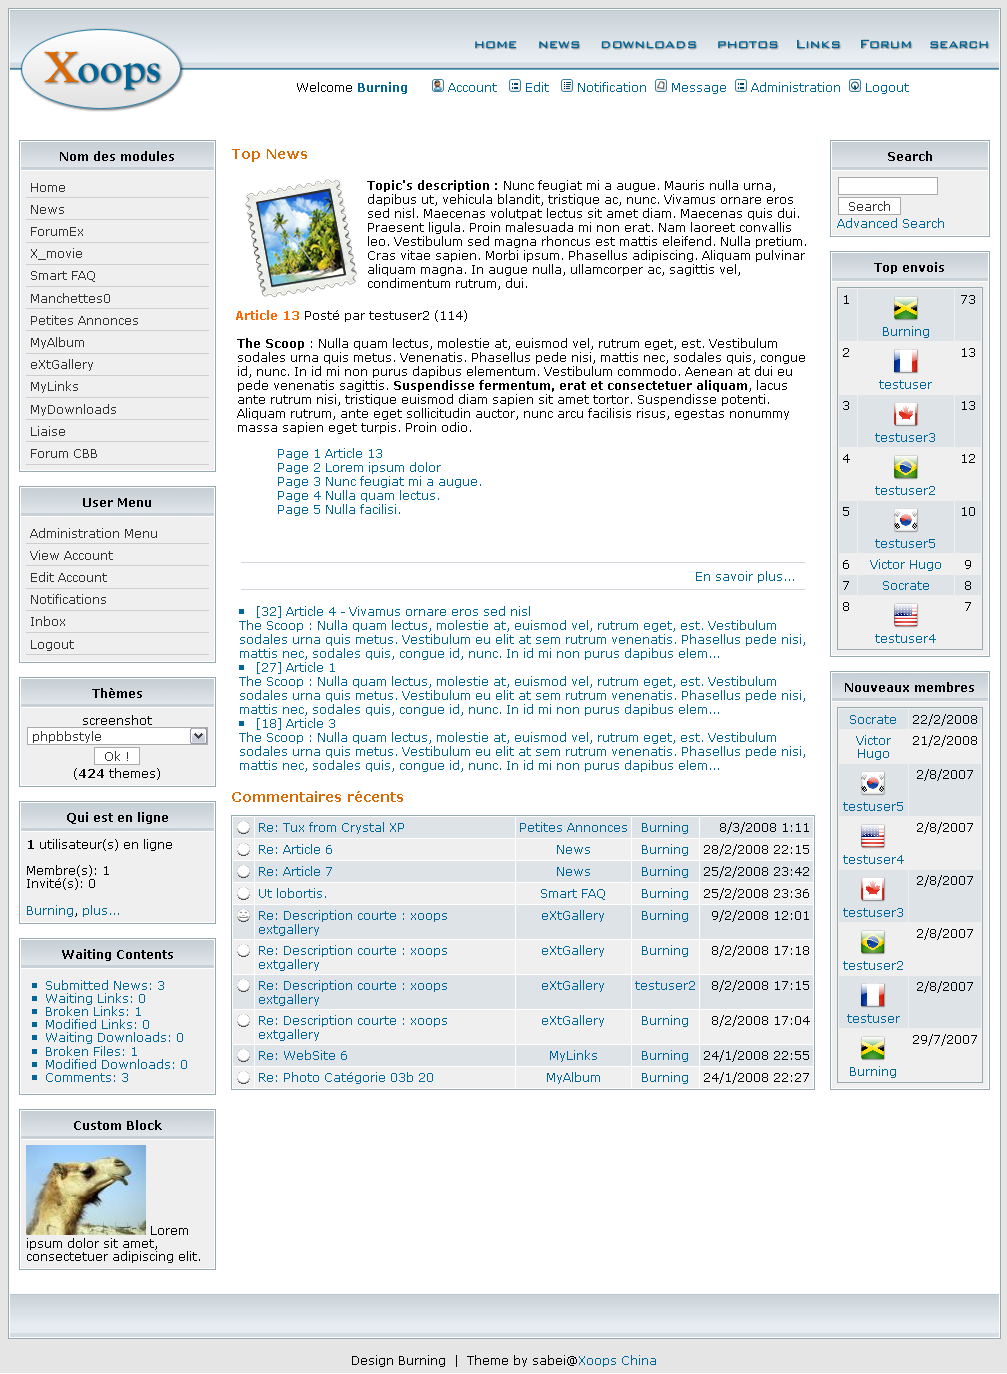 Xoops
HOME NEWS DOWNLOADS PHOTOS LINKS FORUM SEARCH
Welcome Burning Account Edit Notification Message Administration Logout
Nom des modules
Home
News
ForumEx
X_movie
Smart FAQ
Manchettes0
Petites Annonces
MyAlbum
eXtGallery
MyLinks
MyDownloads
Liaise
Forum CBB
User Menu
Administration Menu
View Account
Edit Account
Notifications
Inbox
Logout
Thèmes
screenshot
phpbbstyle
Ok !
(424 themes)
Qui est en ligne
1 utilisateur(s) en ligne
Membre(s): 1
Invité(s): 0
Burning, plus...
Waiting Contents
Submitted News: 3
Waiting Links: 0
Broken Links: 1
Modified Links: 0
Waiting Downloads: 0
Broken Files: 1
Modified Downloads: 0
Comments: 3
Custom Block
Lorem
ipsum dolor sit amet,
consectetuer adipiscing elit.
Top News
Topic's description : Nunc feugiat mi a augue. Mauris nulla urna,
dapibus ut, vehicula blandit, tristique ac, nunc. Vivamus ornare eros
sed nisl. Maecenas volutpat lectus sit amet diam. Maecenas quis dui.
Praesent ligula. Proin malesuada mi non erat. Nam laoreet convallis
leo. Vestibulum sed magna rhoncus est mattis eleifend. Nulla pretium.
Cras vitae sapien. Morbi ipsum. Phasellus adipiscing. Aliquam pulvinar
aliquam magna. In augue nulla, ullamcorper ac, sagittis vel,
condimentum rutrum, dui.
Article 13 Posté par testuser2 (114)
The Scoop : Nulla quam lectus, molestie at, euismod vel, rutrum eget, est. Vestibulum
sodales urna quis metus. Venenatis. Phasellus pede nisi, mattis nec, sodales quis, congue
id, nunc. In id mi non purus dapibus elementum. Vestibulum commodo. Aenean at dui eu
pede venenatis sagittis. Suspendisse fermentum, erat et consectetuer aliquam, lacus
ante rutrum nisi, tristique euismod diam sapien sit amet tortor. Suspendisse potenti.
Aliquam rutrum, ante eget sollicitudin auctor, nunc arcu facilisis risus, egestas nonummy
massa sapien eget turpis. Proin odio.
Page 1 Article 13
Page 2 Lorem ipsum dolor
Page 3 Nunc feugiat mi a augue.
Page 4 Nulla quam lectus.
Page 5 Nulla facilisi.
En savoir plus...
[32] Article 4 - Vivamus ornare eros sed nisl
The Scoop : Nulla quam lectus, molestie at, euismod vel, rutrum eget, est. Vestibulum
sodales urna quis metus. Vestibulum eu elit at sem rutrum venenatis. Phasellus pede nisi,
mattis nec, sodales quis, congue id, nunc. In id mi non purus dapibus elem...
[27] Article 1
The Scoop : Nulla quam lectus, molestie at, euismod vel, rutrum eget, est. Vestibulum
sodales urna quis metus. Vestibulum eu elit at sem rutrum venenatis. Phasellus pede nisi,
mattis nec, sodales quis, congue id, nunc. In id mi non purus dapibus elem...
[18] Article 3
The Scoop : Nulla quam lectus, molestie at, euismod vel, rutrum eget, est. Vestibulum
sodales urna quis metus. Vestibulum eu elit at sem rutrum venenatis. Phasellus pede nisi,
mattis nec, sodales quis, congue id, nunc. In id mi non purus dapibus elem...
Commentaires récents
Re: Tux from Crystal XP Petites Annonces Burning 8/3/2008 1:11
Re: Article 6 News Burning 28/2/2008 22:15
Re: Article 7 News Burning 25/2/2008 23:42
Ut lobortis. Smart FAQ Burning 25/2/2008 23:36
Re: Description courte : xoops eXtGallery Burning 9/2/2008 12:01
extgallery
Re: Description courte : xoops eXtGallery Burning 8/2/2008 17:18
extgallery
Re: Description courte : xoops eXtGallery testuser2 8/2/2008 17:15
extgallery
Re: Description courte : xoops eXtGallery Burning 8/2/2008 17:04
extgallery
Re: WebSite 6 MyLinks Burning 24/1/2008 22:55
Re: Photo Catégorie 03b 20 MyAlbum Burning 24/1/2008 22:27
Search
Search
Advanced Search
Top envois
1 73
Burning
2 13
testuser
3 13
testuser3
4 12
testuser2
5 10
testuser5
6 Victor Hugo 9
7 Socrate 8
8 7
testuser4
Nouveaux membres
Socrate 22/2/2008
Victor 21/2/2008
Hugo
2/8/2007
testuser5
2/8/2007
testuser4
2/8/2007
testuser3
2/8/2007
testuser2
2/8/2007
testuser
29/7/2007
Burning
Design Burning | Theme by sabei@Xoops China